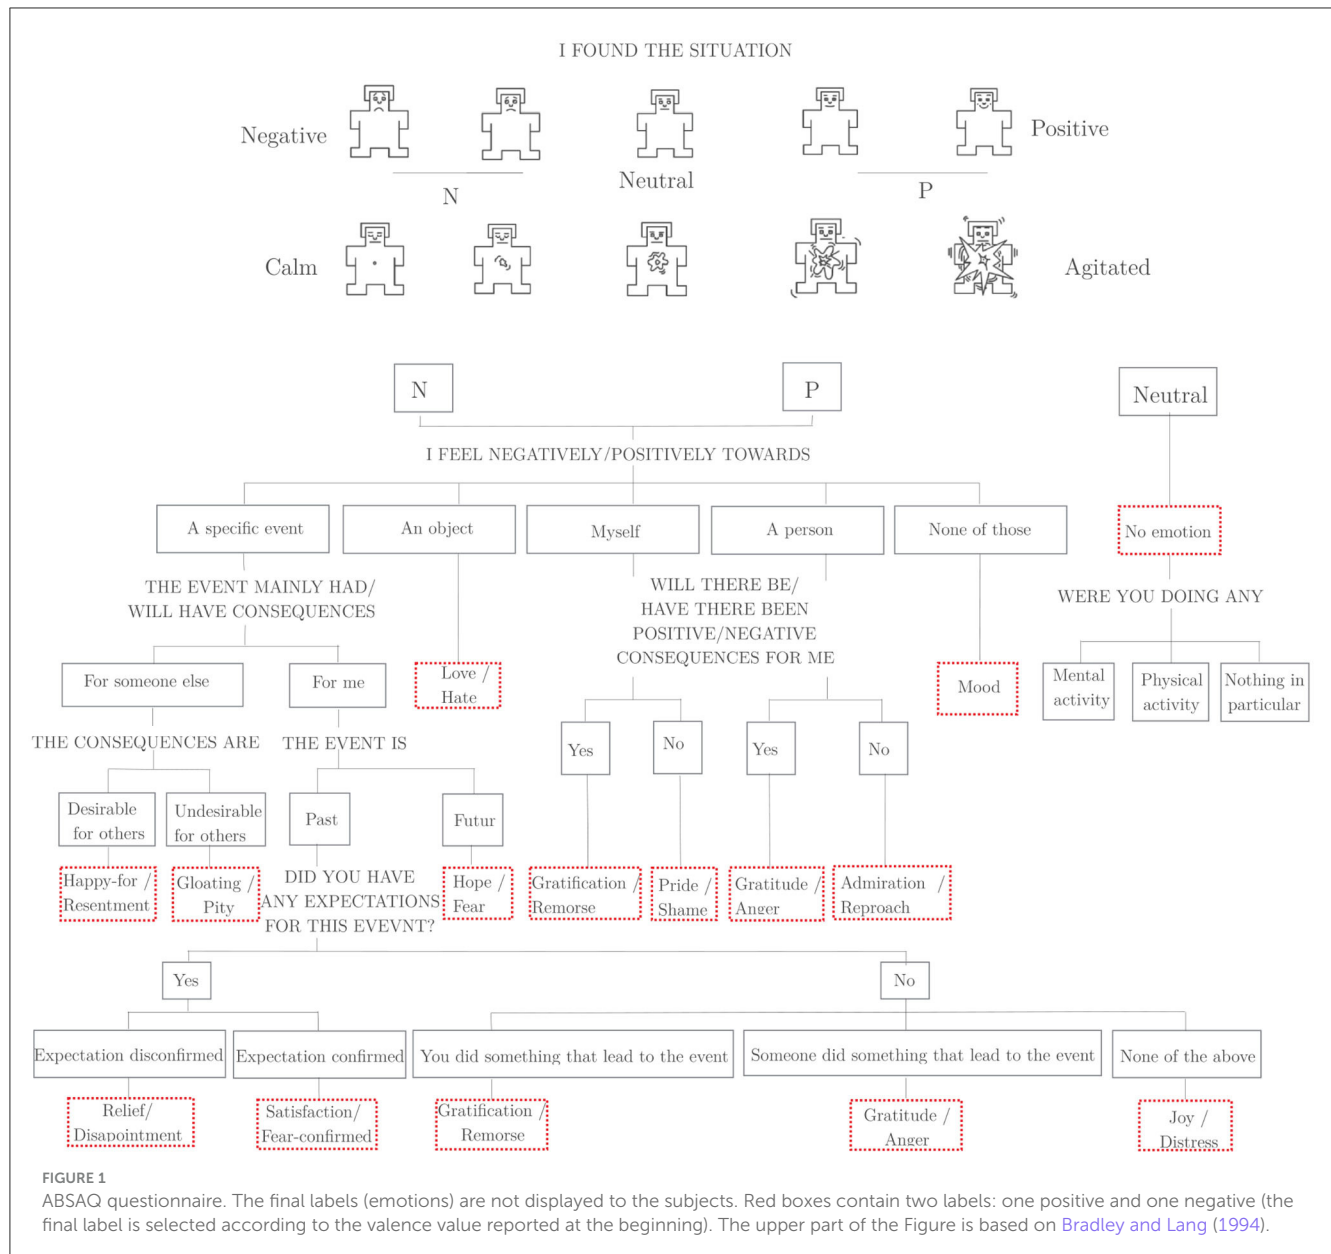 I FOUND THE SITUATION
Negative
Positive
N
Neutral
P
Calm
Agitated
N
P
Neutral
I FEEL NEGATIVELY/POSITIVELY TOWARDS
A specific event
An object
Myself
A person
None of those
No emotion
THE EVENT MAINLY HAD/
WILL HAVE CONSEQUENCES
WILL THERE BE/
HAVE THERE BEEN
POSITIVE/NEGATIVE
CONSEQUENCES FOR ME
WERE YOU DOING ANY
For someone else
For me
Love /
Hate
Mood
Mental
activity
Physical
activity
Nothing in
particular
THE CONSEQUENCES ARE
THE EVENT IS
Yes
No
Yes
No
Desirable
for others
Undesirable
for others
Past
Futur
Happy-for /
Resentment
Gloating /
Pity
DID YOU HAVE
ANY EXPECTATIONS
FOR THIS EVEVNT?
Hope /
Fear
Gratification /
Remorse
Pride /
Shame
Gratitude /
Anger
Admiration /
Reproach
Yes
No
Expectation disconfirmed
Expectation confirmed
You did something that lead to the event
Someone did something that lead to the event
None of the above
Relief/
Disapointment
Satisfaction/
Fear-confirmed
Gratification /
Remorse
Gratitude /
Anger
Joy /
Distress
FIGURE 1
ABSAQ questionnaire. The final labels (emotions) are not displayed to the subjects. Red boxes contain two labels: one positive and one negative (the
final label is selected according to the valence value reported at the beginning). The upper part of the Figure is based on Bradley and Lang (1994).